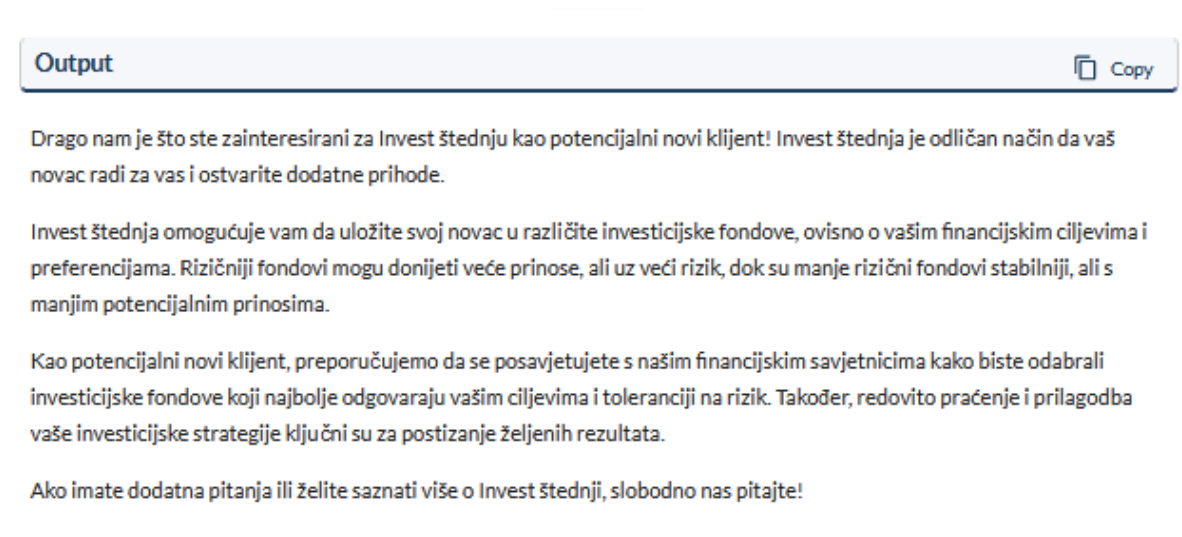 Output
Copy
Drago nam je što ste zainteresirani za Invest štednju kao potencijalni novi klijent! Invest štednja je odličan način da vaš
novac radi za vas i ostvarite dodatne prihode.
Invest štednja omogućuje vam da uložite svoj novac u različite investicijske fondove, ovisno o vašim financijskim ciljevima i
preferencijama. Rizičniji fondovi mogu donijeti veće prinose, ali uz veći rizik, dok su manje rizični fondovi stabilniji, ali s
manjim potencijalnim prinosima.
Kao potencijalni novi klijent, preporučujemo da se posavjetujete s našim financijskim savjetnicima kako biste odabrali
investicijske fondove koji najbolje odgovaraju vašim ciljevima i toleranciji na rizik. Također, redovito praćenje i prilagodba
vaše investicijske strategije ključni su za postizanje željenih rezultata.
Ako imate dodatna pitanja ili želite saznati više o Invest štednji, slobodno nas pitajte!